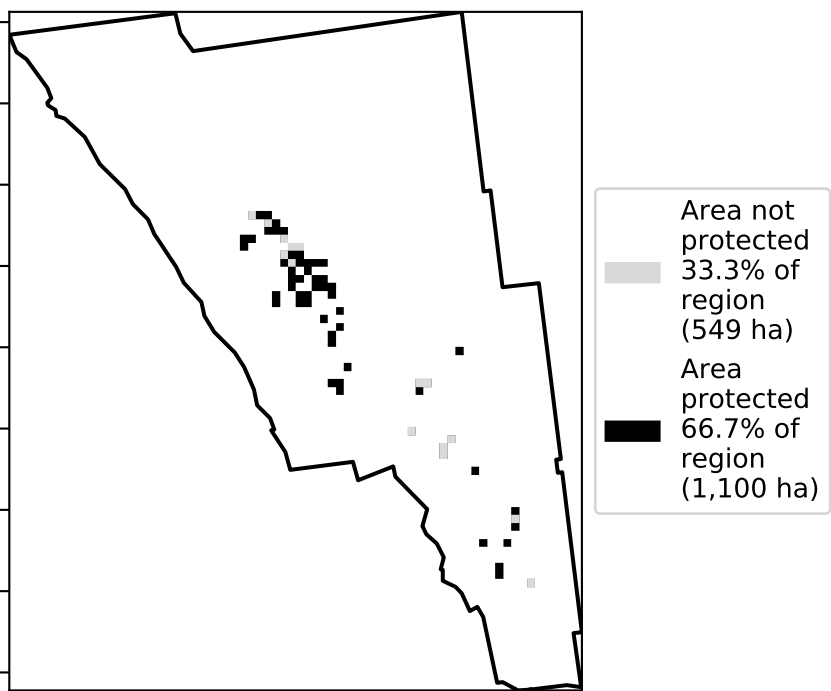 Area not
protected
33.3% of
region
(549 ha)
Area
protected
66.7% of
region
(1,100 ha)